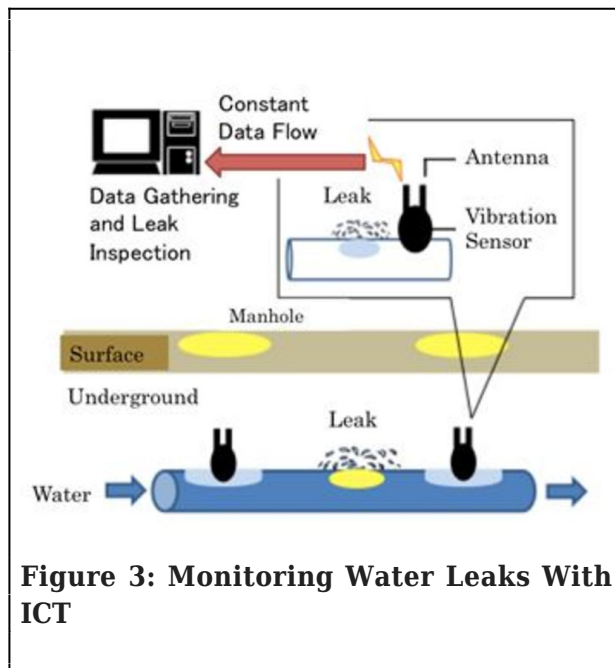 Constant
Data Flow
Antenna
Data Gathering
and Leak
Inspection
Leak
Vibration
Sensor
Manhole
Surface
Underground
Leak
Water
Figure 3: Monitoring Water Leaks With
ICT